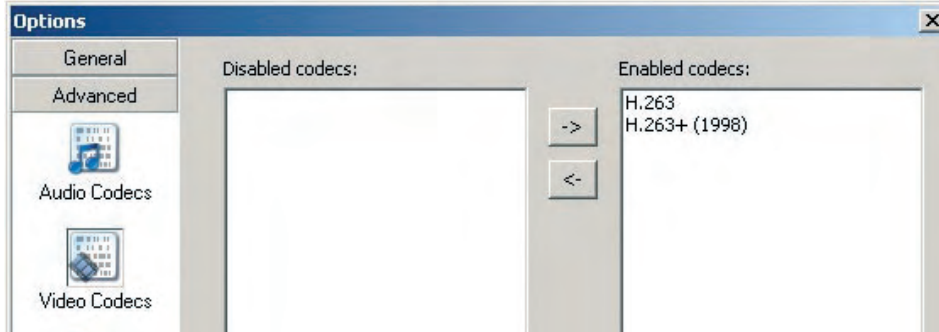 Options
General
Advanced
Audio Codecs
Video Codecs
Disabled codecs:
->
<-
Enabled codecs:
H.263
H.263+ (1998)